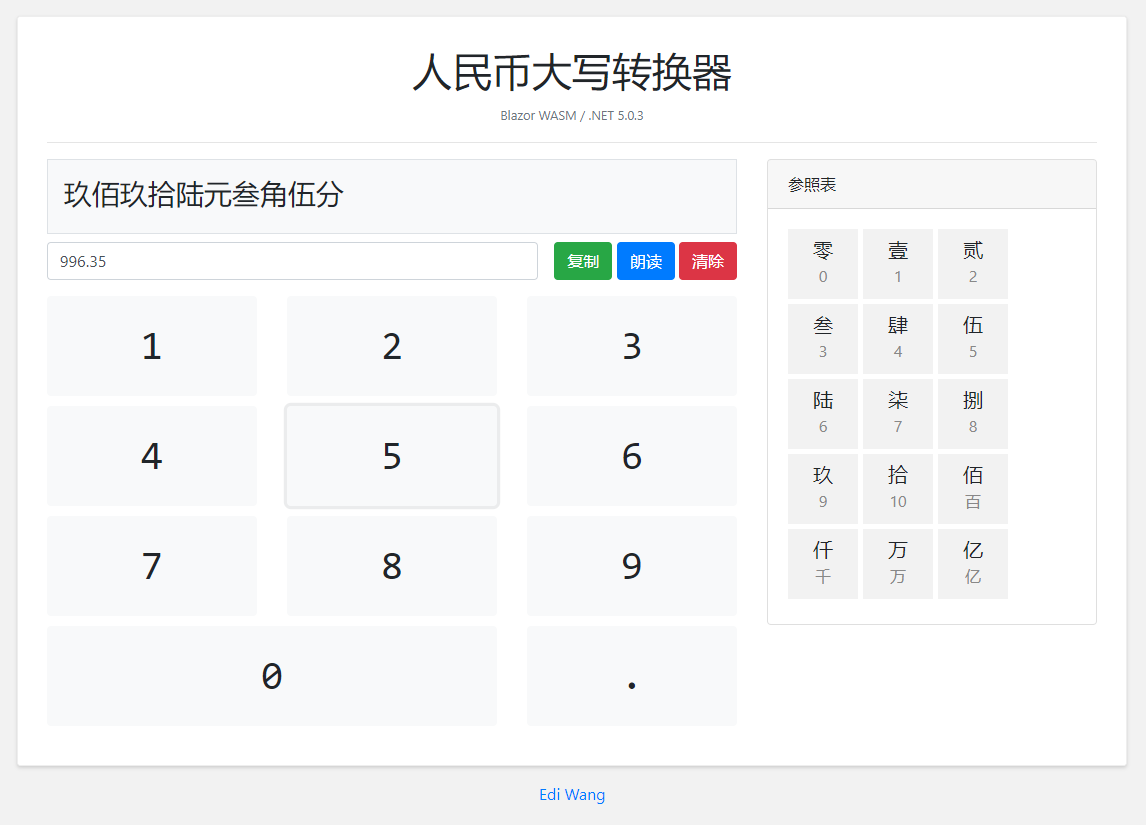 人民币大写转换器
Blazor WASM / .NET 5.0.3
玖佰玖拾陆元叁角伍分
996.35 复制 朗读 清除
1 2 3
4 5 6
7 8 9
0 .
参照表
零 壹 贰
0 1 2
叁 肆 伍
3 4 5
陆 柒 捌
6 7 8
玖 拾 佰
9 10 百
仟 万 亿
千 万 亿
Edi Wang